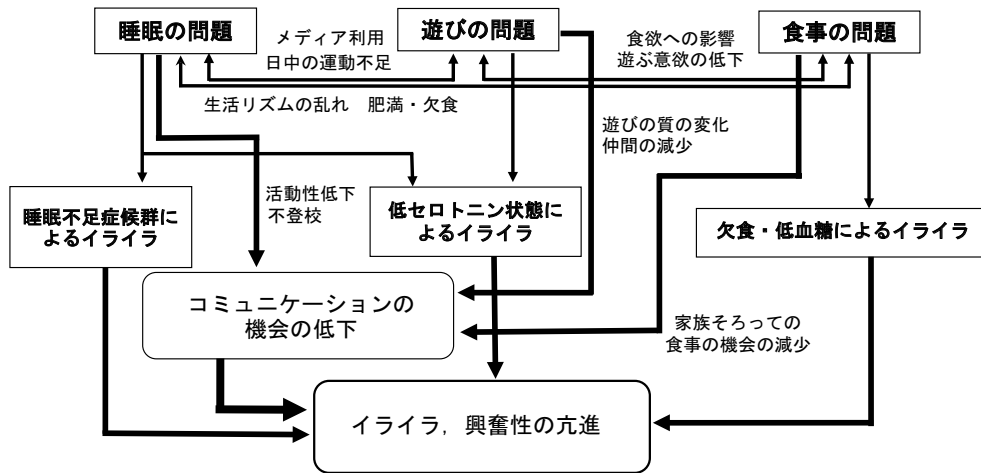 睡眠の問題
メディア利用
日中の運動不足
遊びの問題
食欲への影響
遊ぶ意欲の低下
食事の問題
生活リズムの乱れ 肥満・欠食
遊びの質の変化
仲間の減少
睡眠不足症候群に
よるイライラ
活動性低下
不登校
低セロトニン状態に
よるイライラ
欠食・低血糖によるイライラ
コミュニケーションの
機会の低下
家族そろっての
食事の機会の減少
イライラ，興奮性の亢進